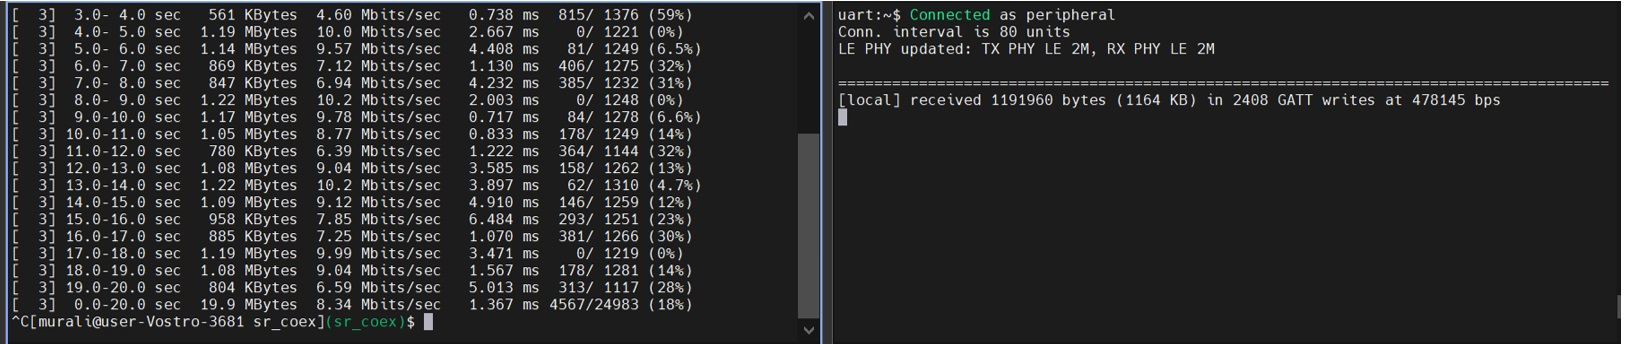 [  3]  3.0- 4.0 sec   561 KBytes  4.60 Mbits/sec   0.738 ms  815/ 1376 (59%)
[  3]  4.0- 5.0 sec  1.19 MBytes  10.0 Mbits/sec   2.667 ms    0/ 1221 (0%)
[  3]  5.0- 6.0 sec  1.14 MBytes  9.57 Mbits/sec   4.408 ms   81/ 1249 (6.5%)
[  3]  6.0- 7.0 sec   869 KBytes  7.12 Mbits/sec   1.130 ms  406/ 1275 (32%)
[  3]  7.0- 8.0 sec   847 KBytes  6.94 Mbits/sec   4.232 ms  385/ 1232 (31%)
[  3]  8.0- 9.0 sec  1.22 MBytes  10.2 Mbits/sec   2.003 ms    0/ 1248 (0%)
[  3]  9.0-10.0 sec  1.17 MBytes  9.78 Mbits/sec   0.717 ms   84/ 1278 (6.6%)
[  3] 10.0-11.0 sec  1.05 MBytes  8.77 Mbits/sec   0.833 ms  178/ 1249 (14%)
[  3] 11.0-12.0 sec   780 KBytes  6.39 Mbits/sec   1.222 ms  364/ 1144 (32%)
[  3] 12.0-13.0 sec  1.08 MBytes  9.04 Mbits/sec   3.585 ms  158/ 1262 (13%)
[  3] 13.0-14.0 sec  1.22 MBytes  10.2 Mbits/sec   3.897 ms   62/ 1310 (4.7%)
[  3] 14.0-15.0 sec  1.09 MBytes  9.12 Mbits/sec   4.910 ms  146/ 1259 (12%)
[  3] 15.0-16.0 sec   958 KBytes  7.85 Mbits/sec   6.484 ms  293/ 1251 (23%)
[  3] 16.0-17.0 sec   885 KBytes  7.25 Mbits/sec   1.070 ms  381/ 1266 (30%)
[  3] 17.0-18.0 sec  1.19 MBytes  9.99 Mbits/sec   3.471 ms    0/ 1219 (0%)
[  3] 18.0-19.0 sec  1.08 MBytes  9.04 Mbits/sec   1.567 ms  178/ 1281 (14%)
[  3] 19.0-20.0 sec   804 KBytes  6.59 Mbits/sec   5.013 ms  313/ 1117 (28%)
[  3]  0.0-20.0 sec  19.9 MBytes  8.34 Mbits/sec   1.367 ms 4567/24983 (18%)
^C[murali@user-Vostro-3681 sr_coex](sr_coex)$
uart:~$ Connected as peripheral
Conn. interval is 80 units
LE PHY updated: TX PHY LE 2M, RX PHY LE 2M
=====================================================================================
[local] received 1191960 bytes (1164 KB) in 2408 GATT writes at 478145 bps